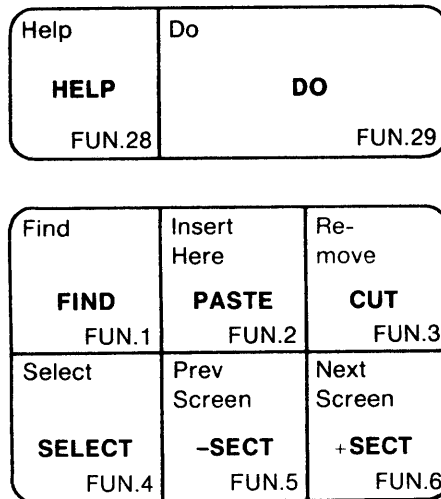 Help Do
HELP DO
FUN.28 FUN.29
Find Insert Re-
Here move
FIND PASTE CUT
FUN.1 FUN.2 FUN.3
Select Prev Next
Screen Screen
SELECT –SECT +SECT
FUN.4 FUN.5 FUN.6